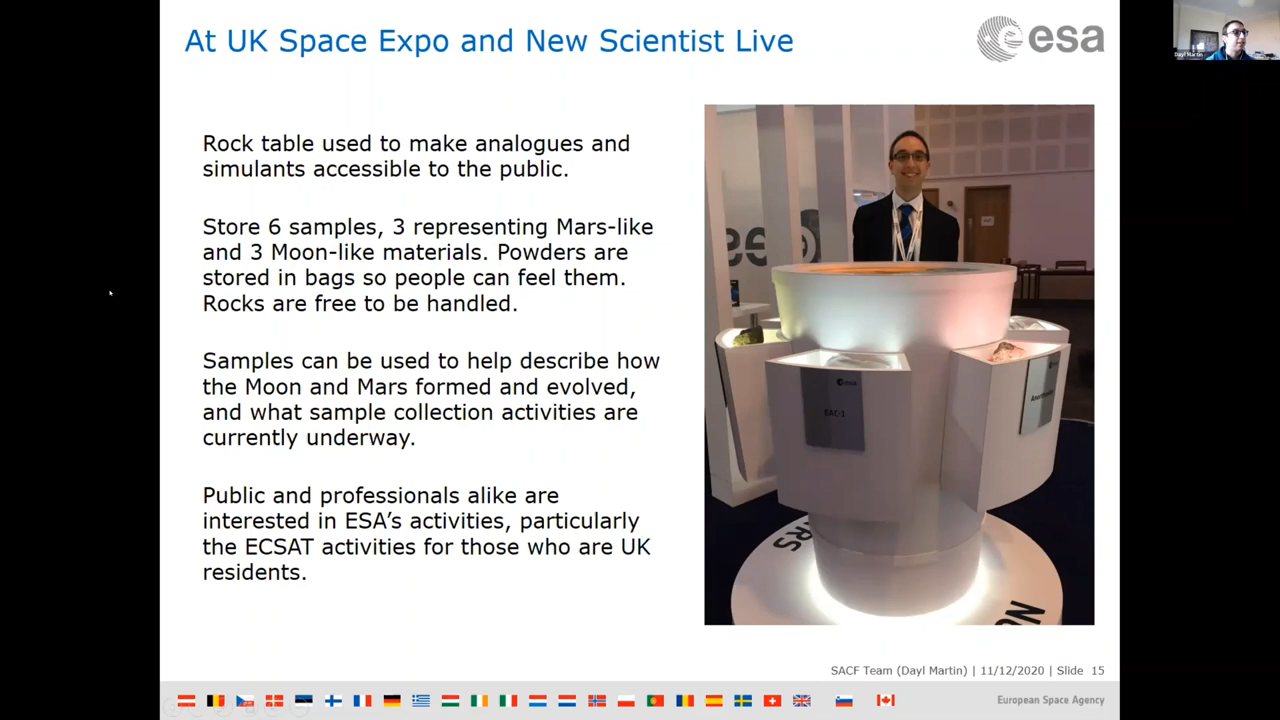 At UK Space Expo and New Scientist Live
esa
Dayl Martin
Rock table used to make analogues and
simulants accessible to the public.
Store 6 samples, 3 representing Mars-like
and 3 Moon-like materials. Powders are
stored in bags so people can feel them.
Rocks are free to be handled.
Samples can be used to help describe how
the Moon and Mars formed and evolved,
and what sample collection activities are
currently underway.
Public and professionals alike are
interested in ESA’s activities, particularly
the ECSAT activities for those who are UK
residents.
esa
EAC-1
SACF Team (Dayl Martin) | 11/12/2020 | Slide 15
European Space Agency